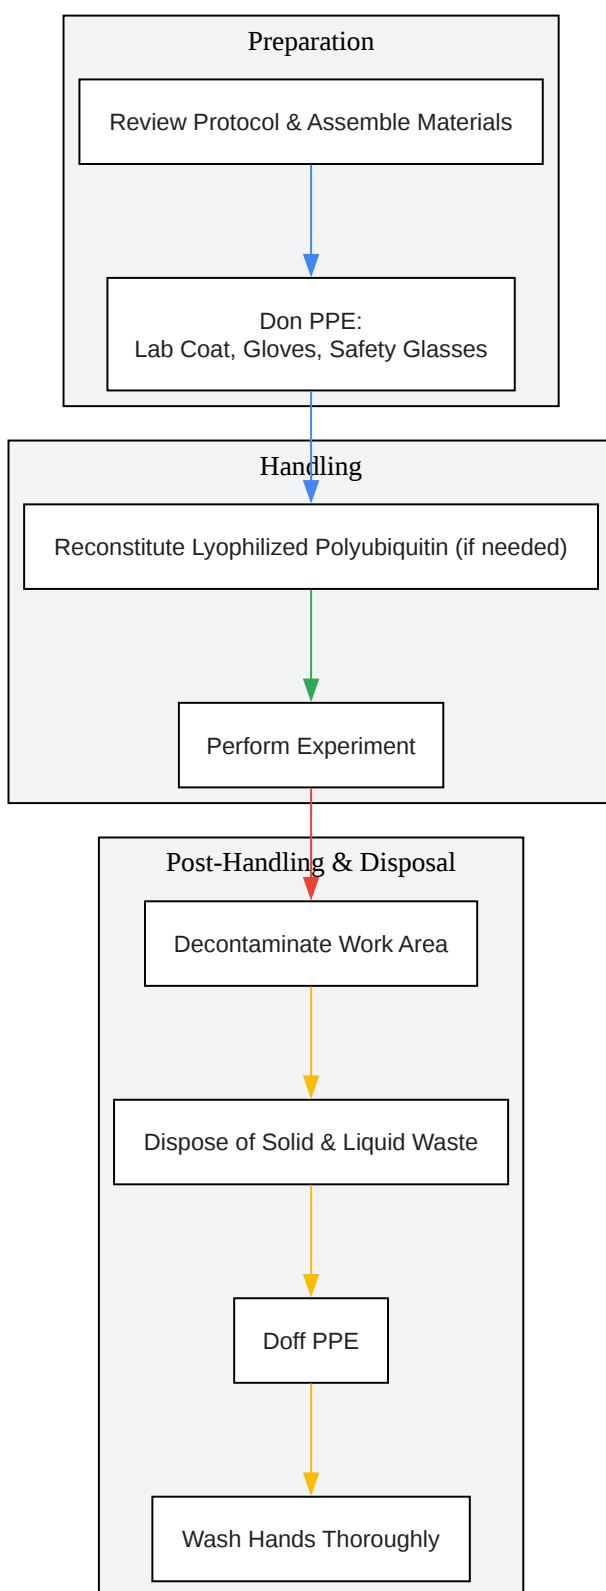 Preparation
Review Protocol & Assemble Materials
Don PPE:
Lab Coat, Gloves, Safety Glasses
Handling
Reconstitute Lyophilized Polyubiquitin (if needed)
Perform Experiment
Post-Handling & Disposal
Decontaminate Work Area
Dispose of Solid & Liquid Waste
Doff PPE
Wash Hands Thoroughly